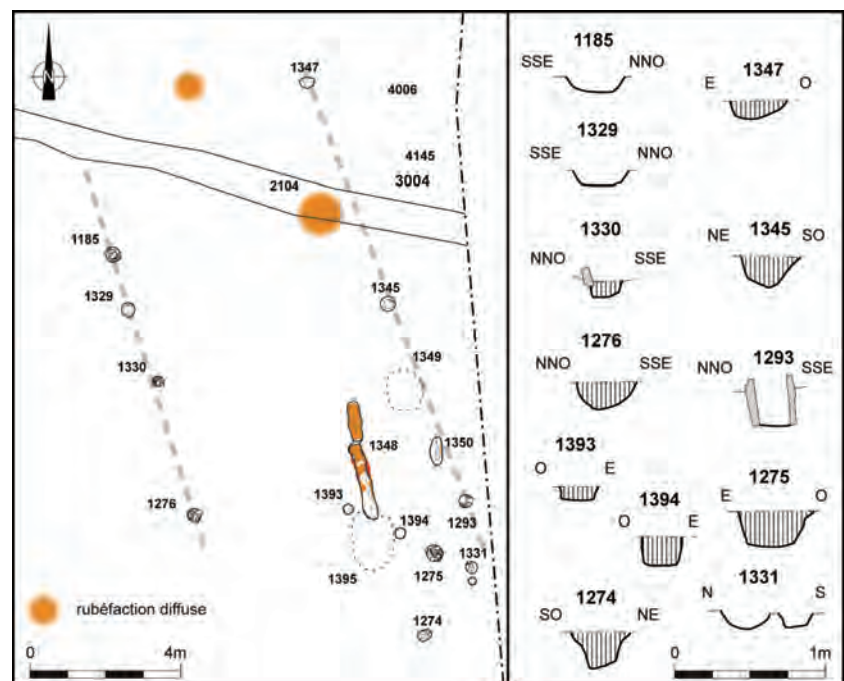 N
1347
4006
4145
3004
2104
1185
1329
1345
1330
1349
1348
1350
1276
1393
1394
1293
1275
1331
1395
1274
rubéfaction diffuse
0 4m
1185
SSE NNO
1347
E O
1329
SSE NNO
1330
NNO SSE
1345
NE SO
1276
NNO SSE
1293
NNO SSE
1393
O E
1275
E O
1394
O E
1331
N S
1274
SO NE
0 1m